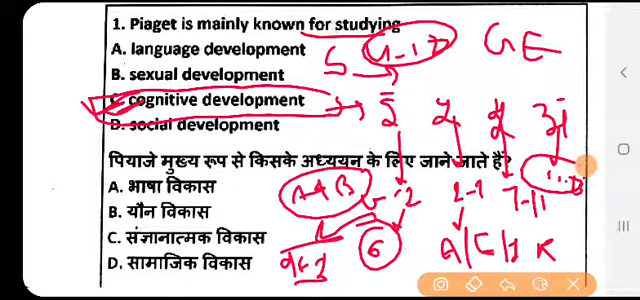 1. Piaget is mainly known for studying
A. language development
B. sexual development
C. cognitive development
D. social development
पियाजे मुख्य रूप से किसके अध्ययन के लिए जाने जाते हैं?
A. भाषा विकास
B. यौन विकास
C. संज्ञानात्मक विकास
D. सामाजिक विकास
GE
2-7
7-11
6